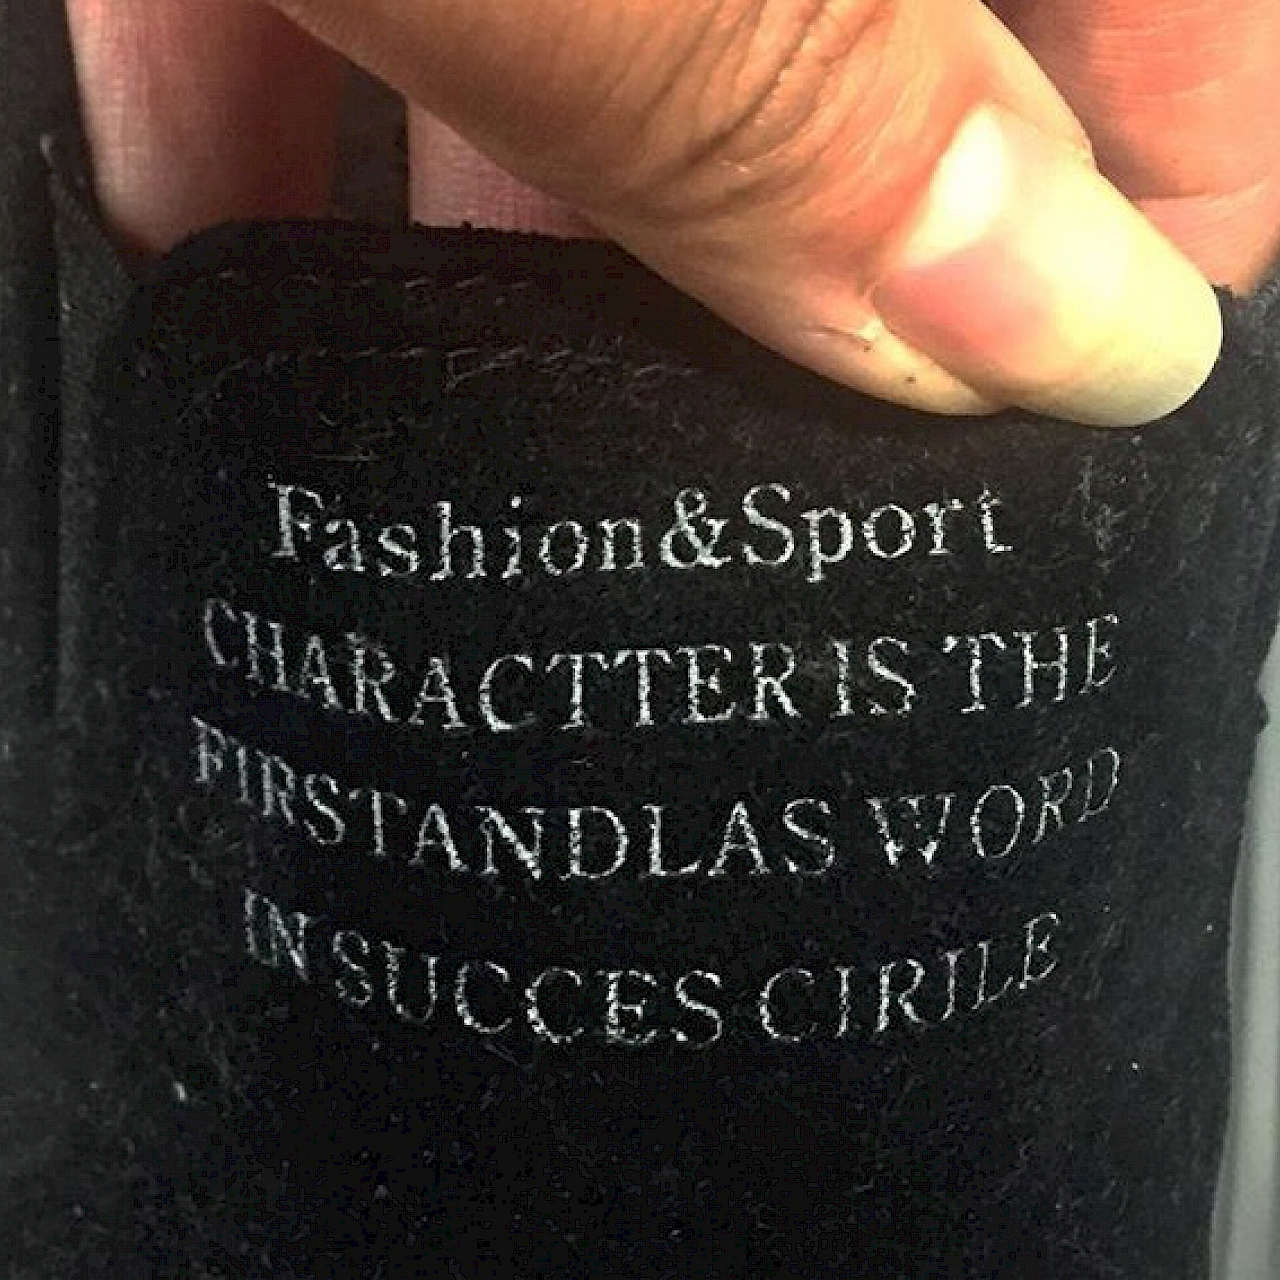 Fashion&Sport
CHARACTTER IS THE
FIRSTANDLAS WORD
IN SUCCES CIRILE